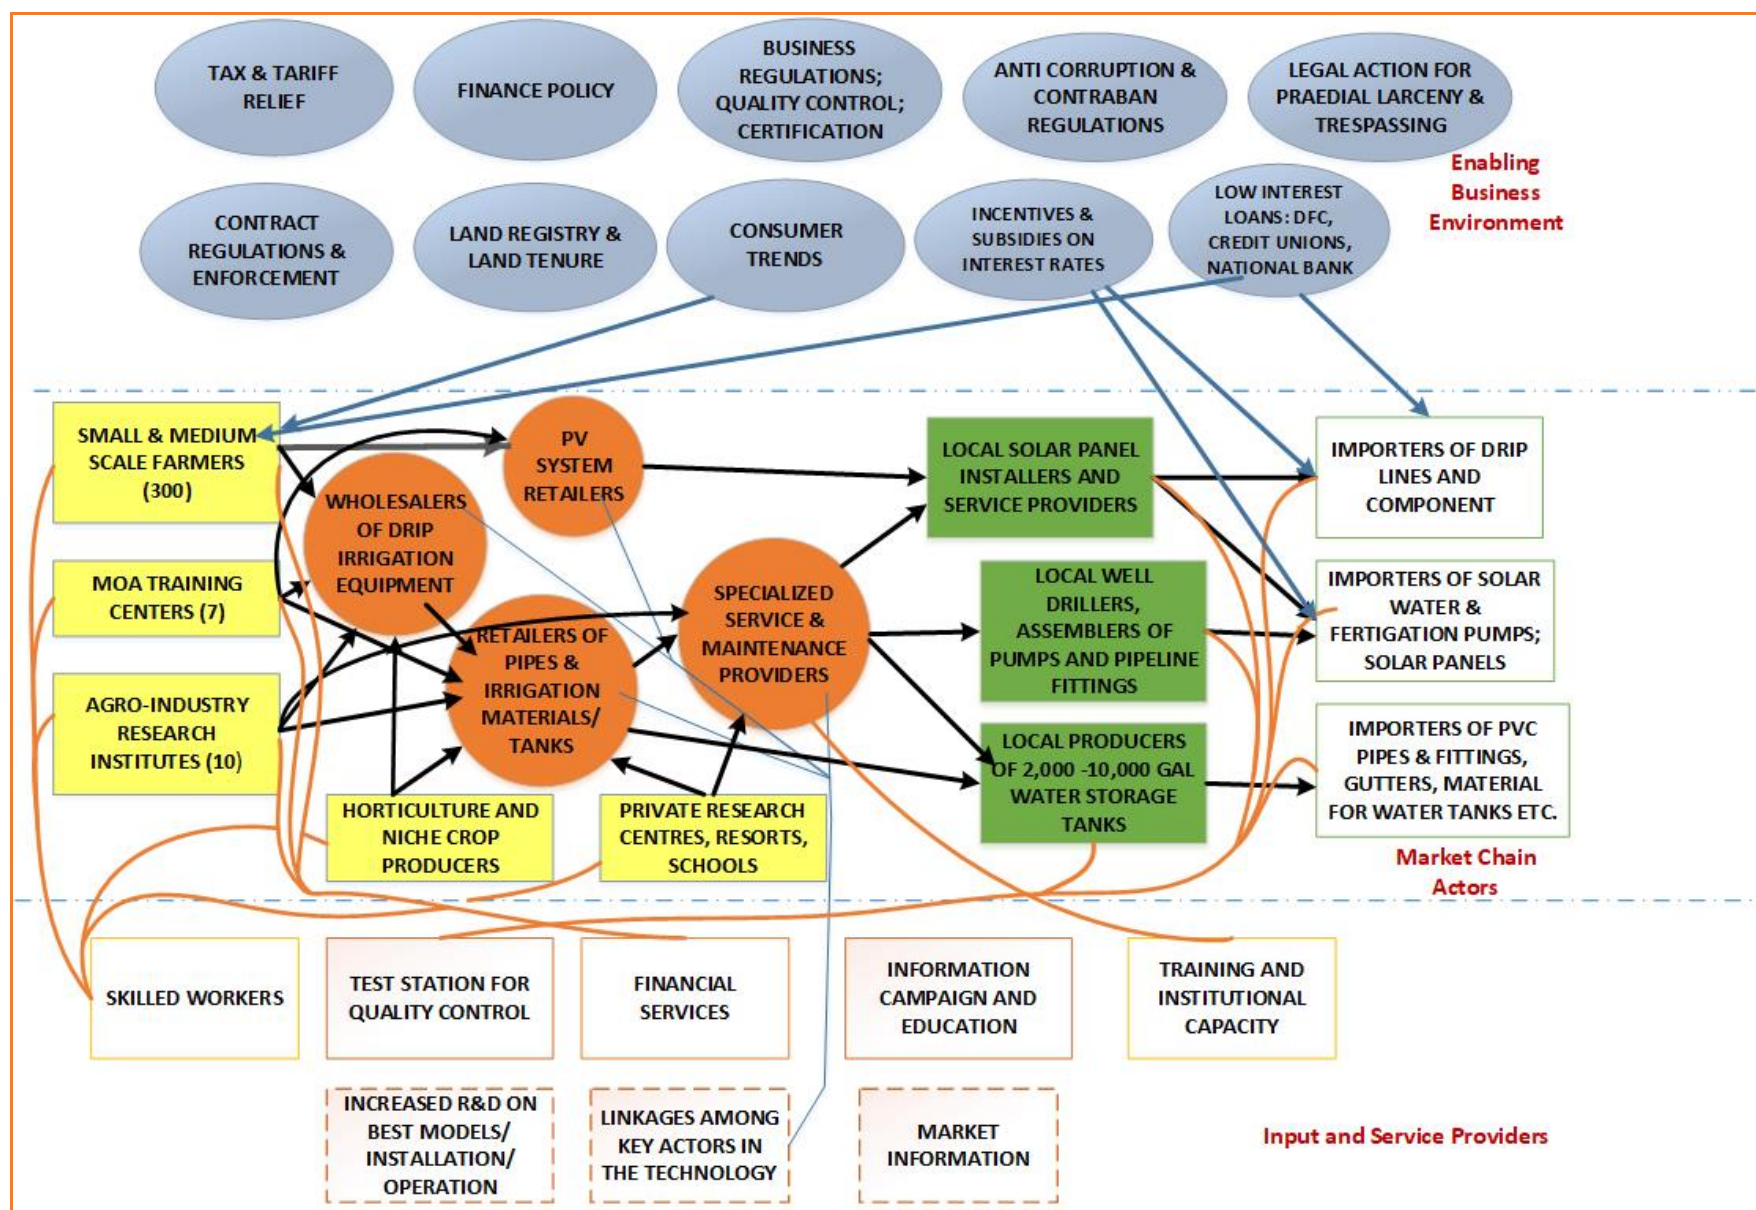 TAX & TARIFF
RELIEF
FINANCE POLICY
BUSINESS
REGULATIONS;
QUALITY CONTROL;
CERTIFICATION
ANTI CORRUPTION &
CONTRABAN
REGULATIONS
LEGAL ACTION FOR
PRAEDIAL LARCENY &
TRESPASSING
Enabling
Business
Environment
CONTRACT
REGULATIONS &
ENFORCEMENT
LAND REGISTRY &
LAND TENURE
CONSUMER
TRENDS
INCENTIVES &
SUBSIDIES ON
INTEREST RATES
LOW INTEREST
LOANS: DFC,
CREDIT UNIONS,
NATIONAL BANK
SMALL & MEDIUM
SCALE FARMERS
(300)
PV
SYSTEM
RETAILERS
LOCAL SOLAR PANEL
INSTALLERS AND
SERVICE PROVIDERS
IMPORTERS OF DRIP
LINES AND
COMPONENT
WHOLESALERS
OF DRIP
IRRIGATION
EQUIPMENT
MOA TRAINING
CENTERS (7)
SPECIALIZED
SERVICE &
MAINTENANCE
PROVIDERS
LOCAL WELL
DRILLERS,
ASSEMBLERS OF
PUMPS AND PIPELINE
FITTINGS
IMPORTERS OF SOLAR
WATER &
FERTIGATION PUMPS;
SOLAR PANELS
RETAILERS OF
PIPES &
IRRIGATION
MATERIALS/
TANKS
AGRO-INDUSTRY
RESEARCH
INSTITUTES (10)
LOCAL PRODUCERS
OF 2,000 -10,000 GAL
WATER STORAGE
TANKS
IMPORTERS OF PVC
PIPES & FITTINGS,
GUTTERS, MATERIAL
FOR WATER TANKS ETC.
HORTICULTURE AND
NICHE CROP
PRODUCERS
PRIVATE RESEARCH
CENTRES, RESORTS,
SCHOOLS
Market Chain
Actors
SKILLED WORKERS
TEST STATION FOR
QUALITY CONTROL
FINANCIAL
SERVICES
INFORMATION
CAMPAIGN AND
EDUCATION
TRAINING AND
INSTITUTIONAL
CAPACITY
INCREASED R&D ON
BEST MODELS/
INSTALLATION/
OPERATION
LINKAGES AMONG
KEY ACTORS IN
THE TECHNOLOGY
MARKET
INFORMATION
Input and Service Providers